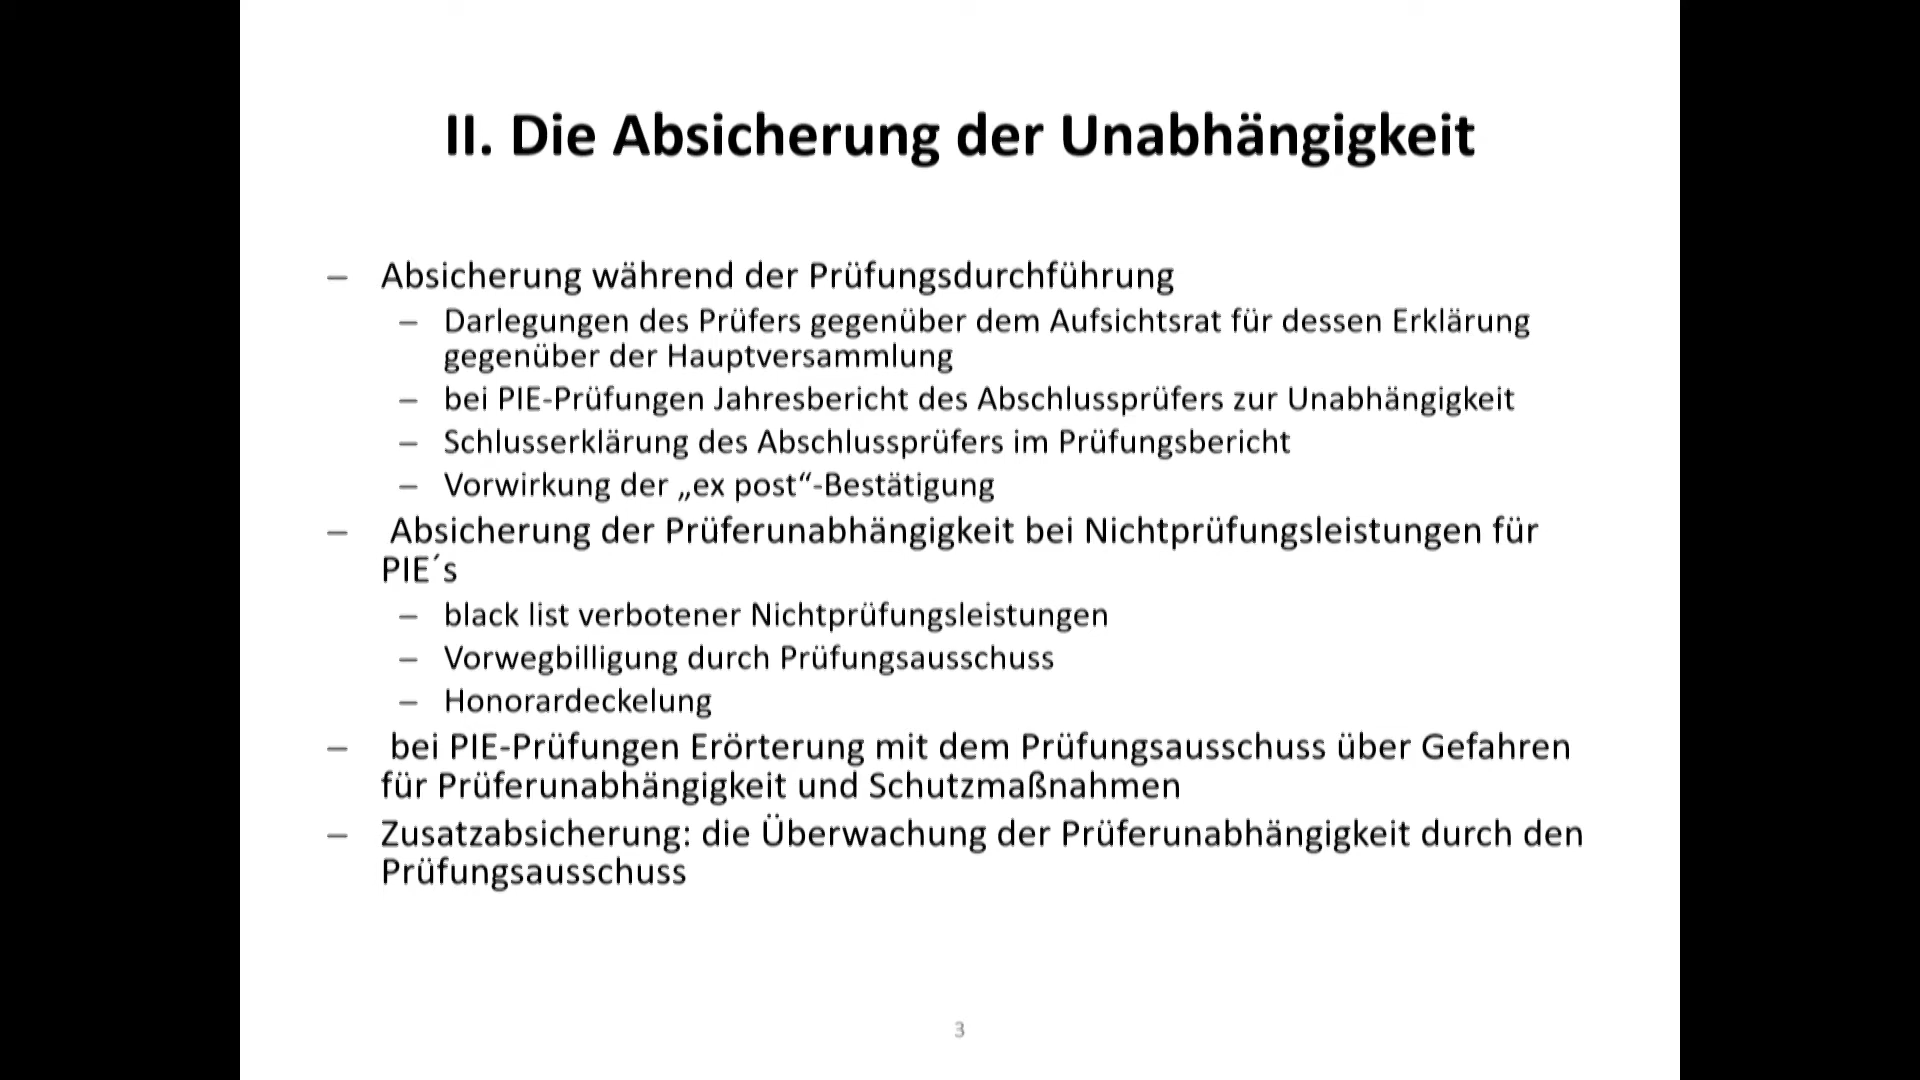 II. Die Absicherung der Unabhängigkeit
– Absicherung während der Prüfungsdurchführung
– Darlegungen des Prüfers gegenüber dem Aufsichtsrat für dessen Erklärung
gegenüber der Hauptversammlung
– bei PIE-Prüfungen Jahresbericht des Abschlussprüfers zur Unabhängigkeit
– Schlusserklärung des Abschlussprüfers im Prüfungsbericht
– Vorwirkung der „ex post“-Bestätigung
– Absicherung der Prüferunabhängigkeit bei Nichtprüfungsleistungen für
PIE´s
– black list verbotener Nichtprüfungsleistungen
– Vorwegbilligung durch Prüfungsausschuss
– Honorardeckelung
– bei PIE-Prüfungen Erörterung mit dem Prüfungsausschuss über Gefahren
für Prüferunabhängigkeit und Schutzmaßnahmen
– Zusatzabsicherung: die Überwachung der Prüferunabhängigkeit durch den
Prüfungsausschuss
3